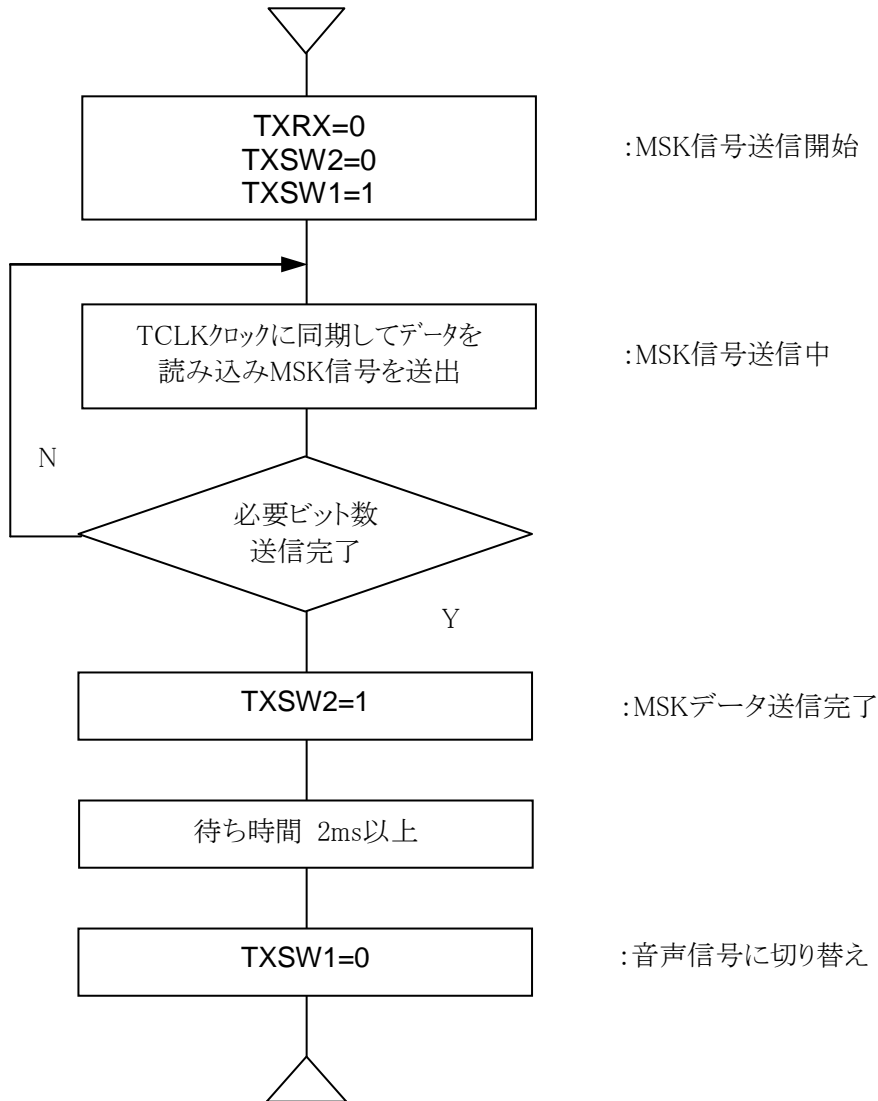 TXRX=0
TXSW2=0
TXSW1=1
:MSK信号送信開始
TCLKクロックに同期してデータを
読み込みMSK信号を送出
:MSK信号送信中
N
必要ビット数
送信完了
Y
TXSW2=1
:MSKデータ送信完了
待ち時間 2ms以上
TXSW1=0
:音声信号に切り替え